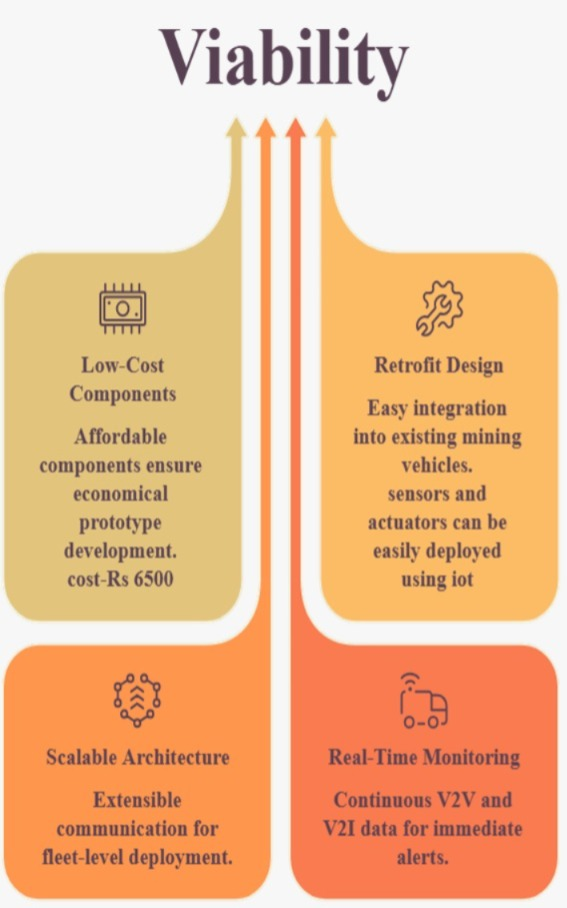 Viability
Low-Cost
Components
Affordable
components ensure
economical
prototype
development.
cost-Rs 6500
Retrofit Design
Easy integration
into existing mining
vehicles.
sensors and
actuators can be
easily deployed
using iot
Scalable Architecture
Extensible
communication for
fleet-level deployment.
Real-Time Monitoring
Continuous V2V and
V2I data for immediate
alerts.